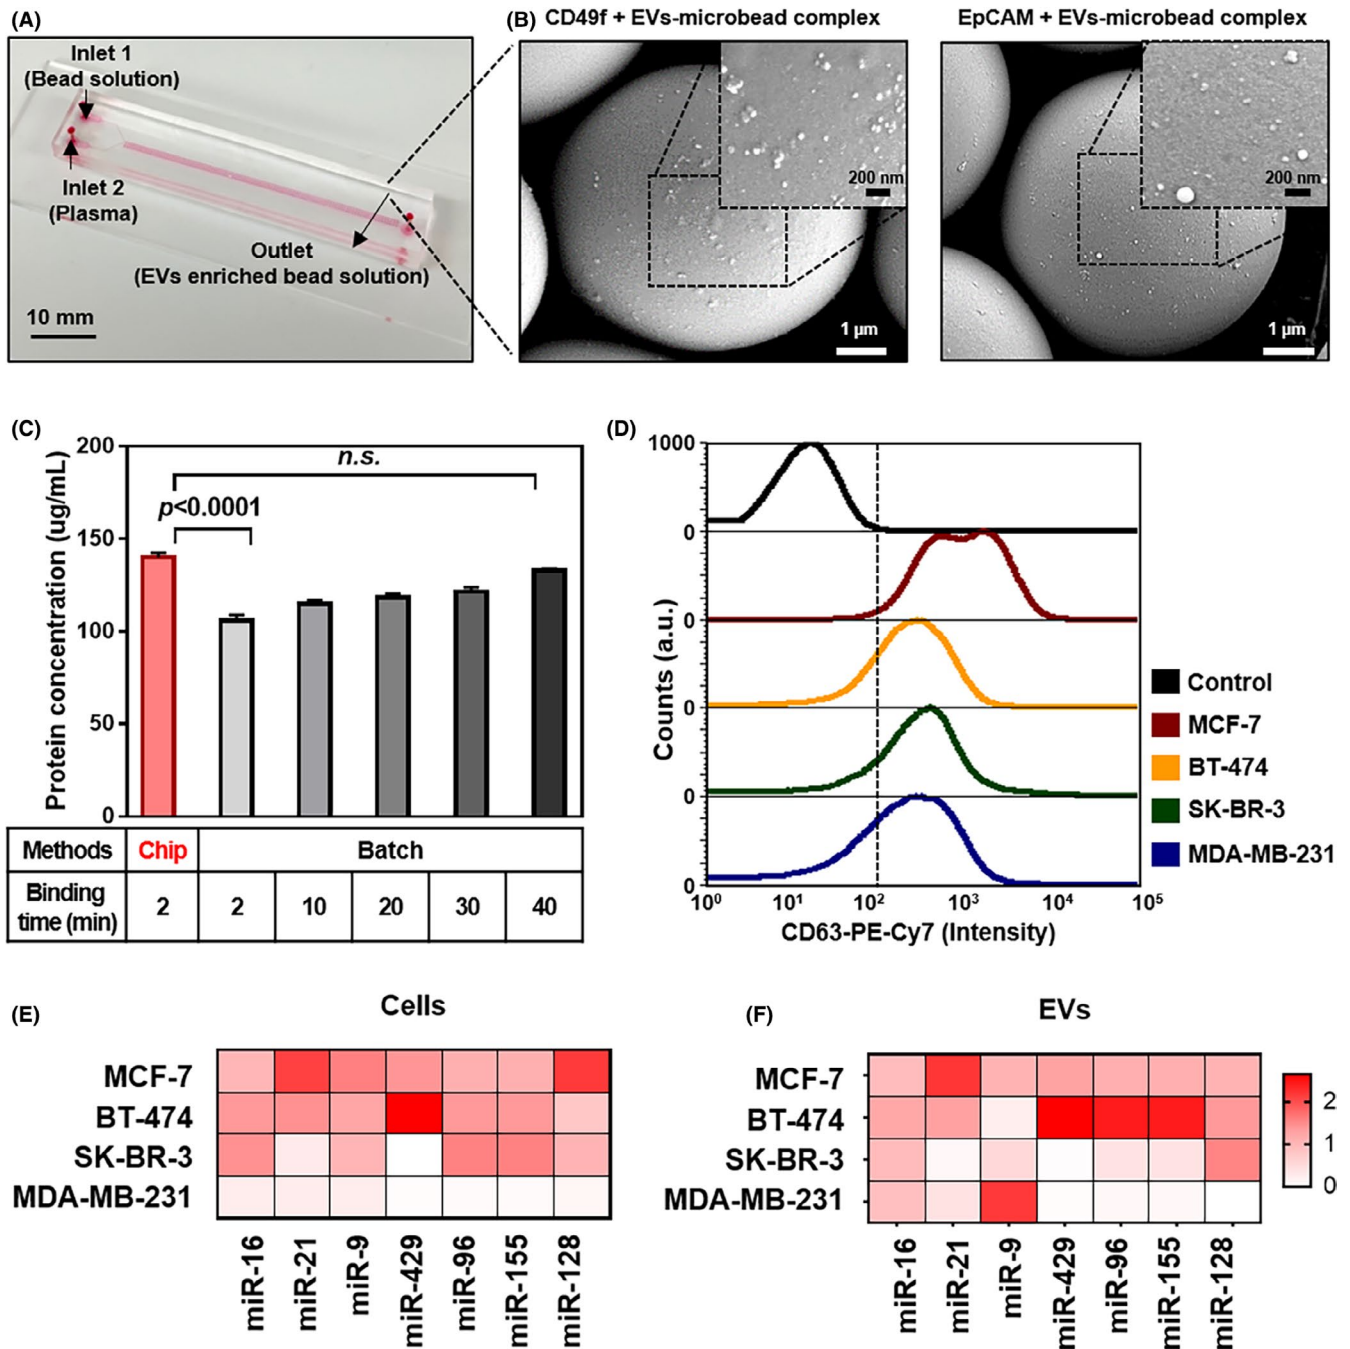 (A)
Inlet 1
(Bead solution)
Inlet 2
(Plasma)
Outlet
(EVs enriched bead solution)
10 mm
(B)
CD49f + EVs-microbead complex
200 nm
1 µm
EpCAM + EVs-microbead complex
200 nm
1 µm
(C)
Protein concentration (ug/mL)
200
150
100
50
0
n.s.
p<0.0001
Methods Chip Batch
Binding
time (min) 2 2 10 20 30 40
(D)
Counts (a.u.)
1000
0
0
0
0
0
10⁰ 10¹ 10² 10³ 10⁴ 10⁵
CD63-PE-Cy7 (Intensity)
Control
MCF-7
BT-474
SK-BR-3
MDA-MB-231
(E)
Cells
MCF-7
BT-474
SK-BR-3
MDA-MB-231
miR-16
miR-21
miR-9
miR-429
miR-96
miR-155
miR-128
(F)
EVs
MCF-7
BT-474
SK-BR-3
MDA-MB-231
miR-16
miR-21
miR-9
miR-429
miR-96
miR-155
miR-128
2
1
0